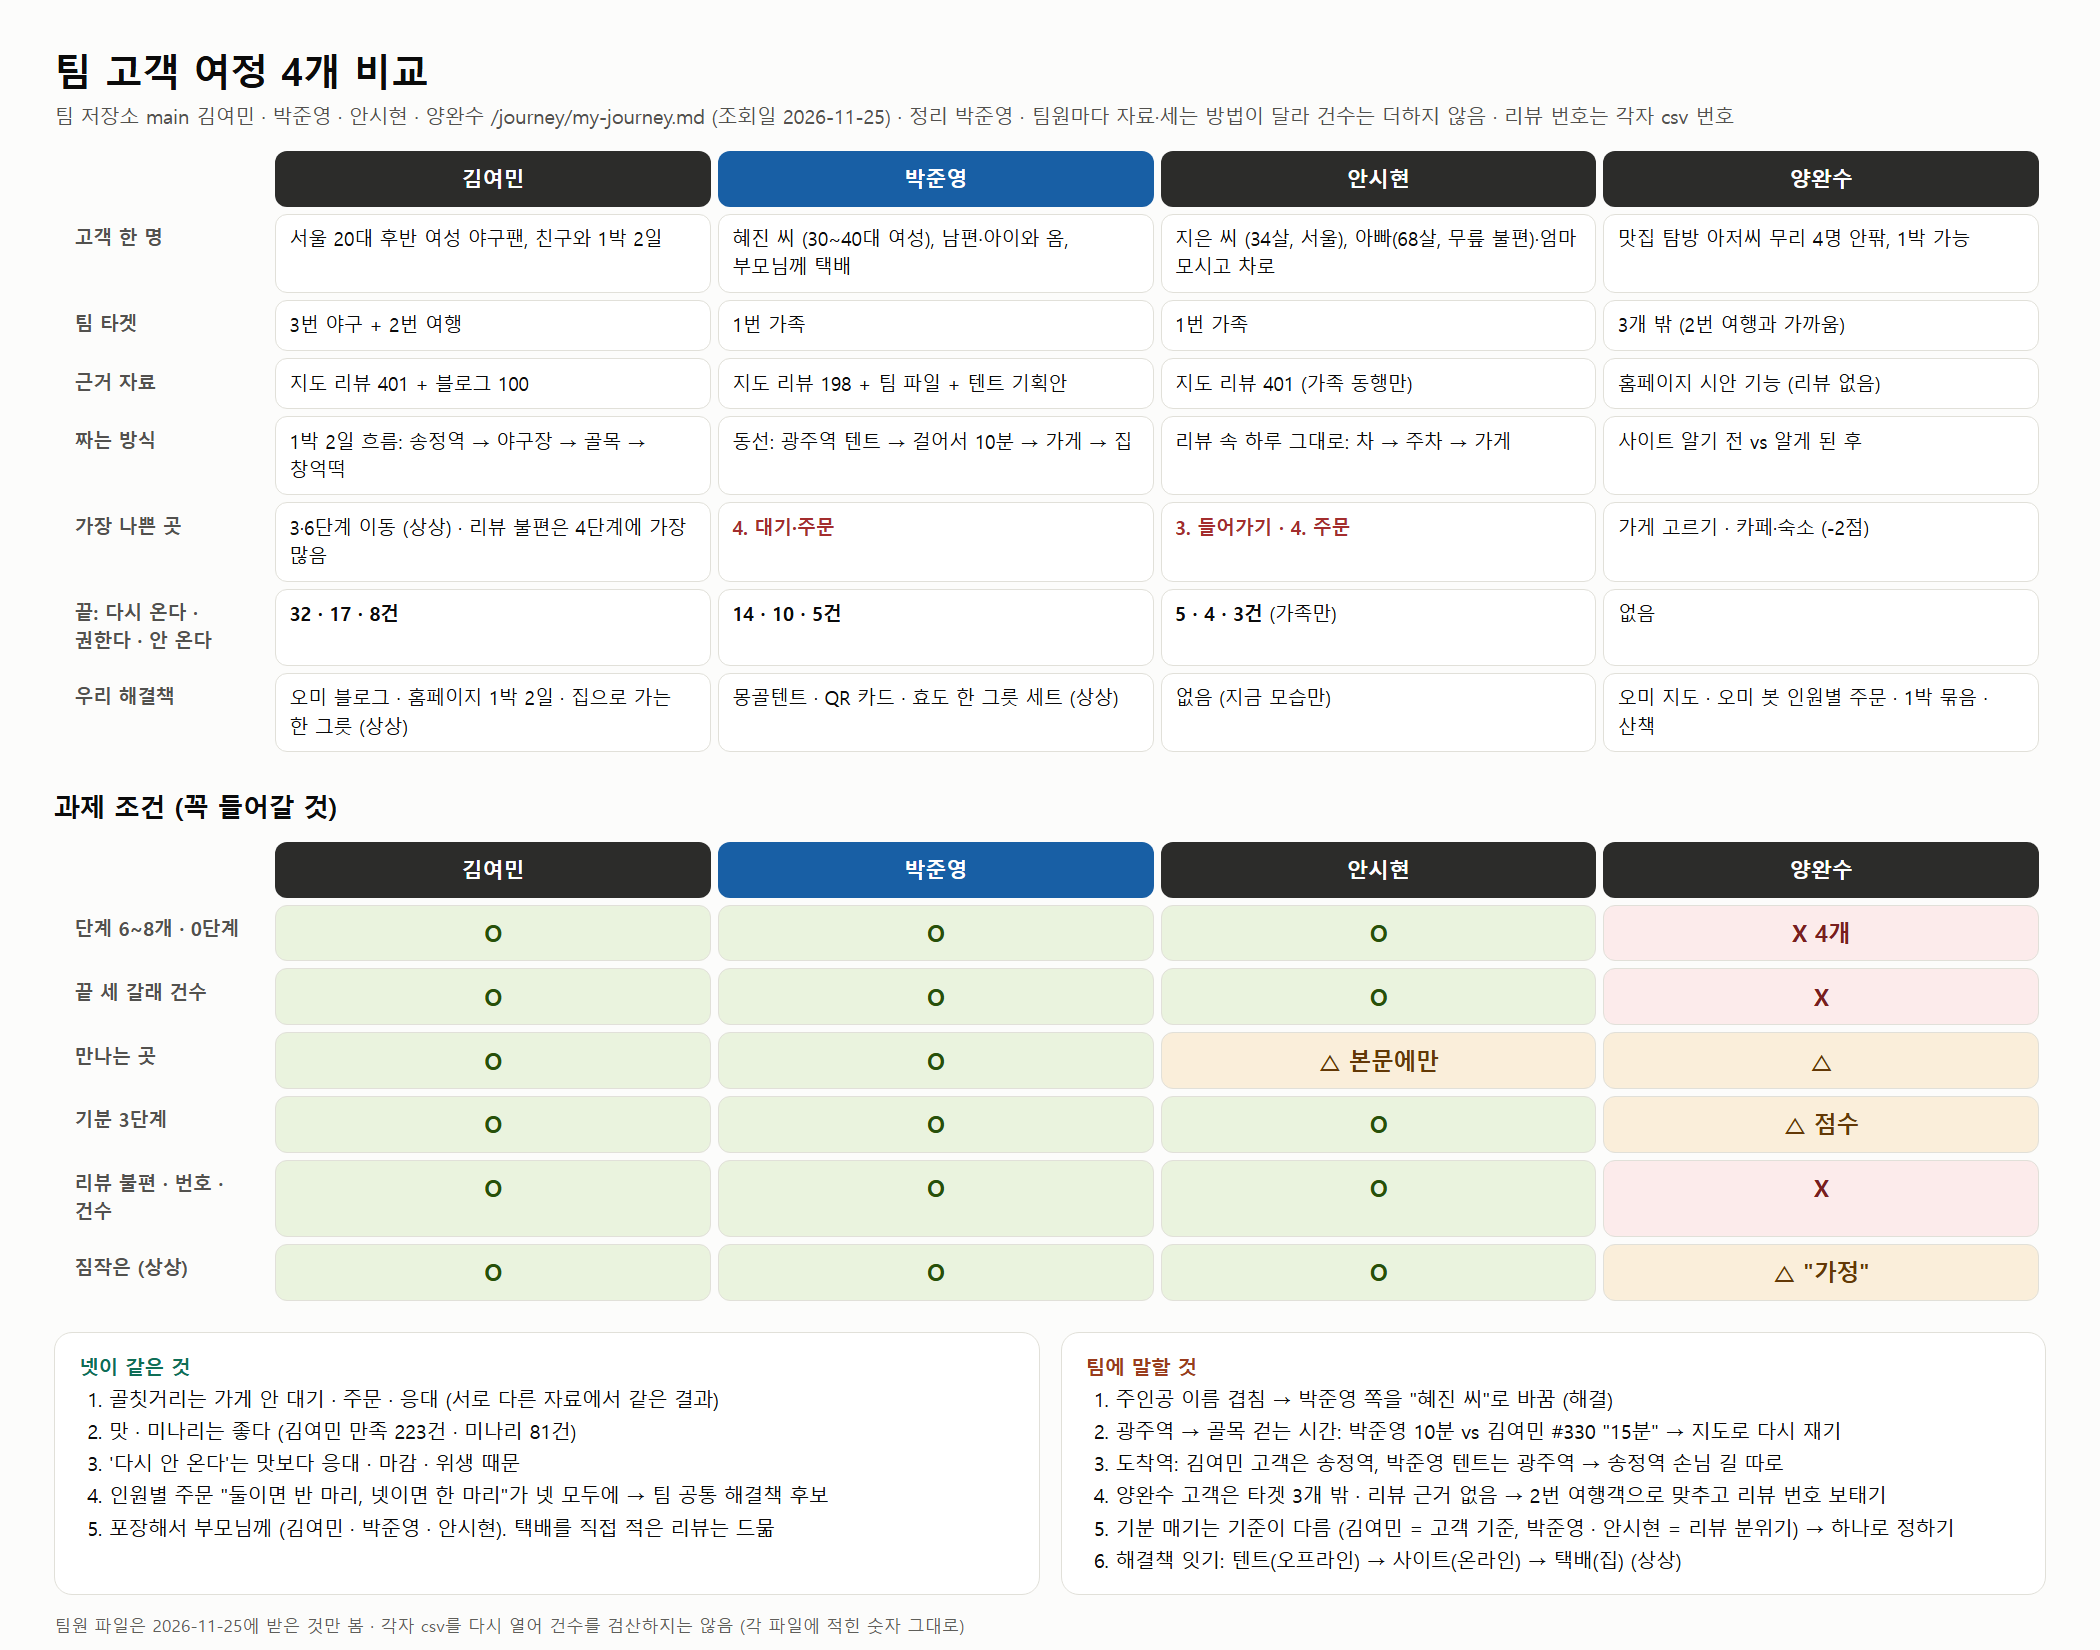 팀 고객 여정 4개 비교
팀 저장소 main 김여민 · 박준영 · 안시현 · 양완수 /journey/my-journey.md (조회일 2026-11-25) · 정리 박준영 · 팀원마다 자료·세는 방법이 달라 건수는 더하지 않음 · 리뷰 번호는 각자 csv 번호
김여민
박준영
안시현
양완수
고객 한 명
서울 20대 후반 여성 야구팬, 친구와 1박 2일
혜진 씨 (30~40대 여성), 남편·아이와 옴,
부모님께 택배
지은 씨 (34살, 서울), 아빠(68살, 무릎 불편)·엄마
모시고 차로
맛집 탐방 아저씨 무리 4명 안팎, 1박 가능
팀 타겟
3번 야구 + 2번 여행
1번 가족
1번 가족
3개 밖 (2번 여행과 가까움)
근거 자료
지도 리뷰 401 + 블로그 100
지도 리뷰 198 + 팀 파일 + 텐트 기획안
지도 리뷰 401 (가족 동행만)
홈페이지 시안 기능 (리뷰 없음)
짜는 방식
1박 2일 흐름: 송정역 → 야구장 → 골목 →
창억떡
동선: 광주역 텐트 → 걸어서 10분 → 가게 → 집
리뷰 속 하루 그대로: 차 → 주차 → 가게
사이트 알기 전 vs 알게 된 후
가장 나쁜 곳
3·6단계 이동 (상상) · 리뷰 불편은 4단계에 가장
많음
4. 대기·주문
3. 들어가기 · 4. 주문
가게 고르기 · 카페·숙소 (-2점)
끝: 다시 온다 ·
권한다 · 안 온다
32 · 17 · 8건
14 · 10 · 5건
5 · 4 · 3건 (가족만)
없음
우리 해결책
오미 블로그 · 홈페이지 1박 2일 · 집으로 가는
한 그릇 (상상)
몽골텐트 · QR 카드 · 효도 한 그릇 세트 (상상)
없음 (지금 모습만)
오미 지도 · 오미 봇 인원별 주문 · 1박 묶음 ·
산책
과제 조건 (꼭 들어갈 것)
김여민
박준영
안시현
양완수
단계 6~8개 · 0단계
O
O
O
X 4개
끝 세 갈래 건수
O
O
O
X
만나는 곳
O
O
△ 본문에만
△
기분 3단계
O
O
O
△ 점수
리뷰 불편 · 번호 ·
건수
O
O
O
X
짐작은 (상상)
O
O
O
△ "가정"
넷이 같은 것
1. 골칫거리는 가게 안 대기 · 주문 · 응대 (서로 다른 자료에서 같은 결과)
2. 맛 · 미나리는 좋다 (김여민 만족 223건 · 미나리 81건)
3. '다시 안 온다'는 맛보다 응대 · 마감 · 위생 때문
4. 인원별 주문 "둘이면 반 마리, 넷이면 한 마리"가 넷 모두에 → 팀 공통 해결책 후보
5. 포장해서 부모님께 (김여민 · 박준영 · 안시현). 택배를 직접 적은 리뷰는 드묾
팀에 말할 것
1. 주인공 이름 겹침 → 박준영 쪽을 "혜진 씨"로 바꿈 (해결)
2. 광주역 → 골목 걷는 시간: 박준영 10분 vs 김여민 #330 "15분" → 지도로 다시 재기
3. 도착역: 김여민 고객은 송정역, 박준영 텐트는 광주역 → 송정역 손님 길 따로
4. 양완수 고객은 타겟 3개 밖 · 리뷰 근거 없음 → 2번 여행객으로 맞추고 리뷰 번호 보태기
5. 기분 매기는 기준이 다름 (김여민 = 고객 기준, 박준영 · 안시현 = 리뷰 분위기) → 하나로 정하기
6. 해결책 잇기: 텐트(오프라인) → 사이트(온라인) → 택배(집) (상상)
팀원 파일은 2026-11-25에 받은 것만 봄 · 각자 csv를 다시 열어 건수를 검산하지는 않음 (각 파일에 적힌 숫자 그대로)